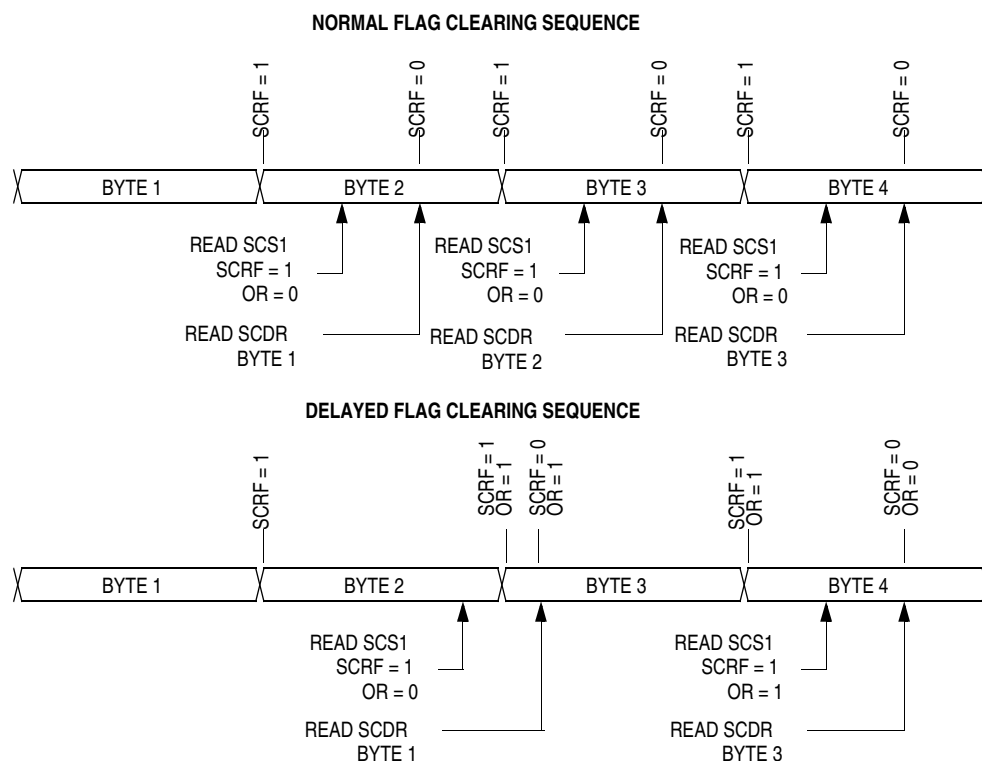 NORMAL FLAG CLEARING SEQUENCE
SCRF = 1
SCRF = 0
SCRF = 1
SCRF = 0
SCRF = 1
SCRF = 0
BYTE 1
BYTE 2
BYTE 3
BYTE 4
READ SCS1
SCRF = 1
OR = 0
READ SCS1
SCRF = 1
OR = 0
READ SCS1
SCRF = 1
OR = 0
READ SCDR
BYTE 1
READ SCDR
BYTE 2
READ SCDR
BYTE 3
DELAYED FLAG CLEARING SEQUENCE
SCRF = 1
SCRF = 1
OR = 1
SCRF = 0
OR = 1
SCRF = 1
OR = 1
SCRF = 0
OR = 0
BYTE 1
BYTE 2
BYTE 3
BYTE 4
READ SCS1
SCRF = 1
OR = 0
READ SCS1
SCRF = 1
OR = 1
READ SCDR
BYTE 1
READ SCDR
BYTE 3